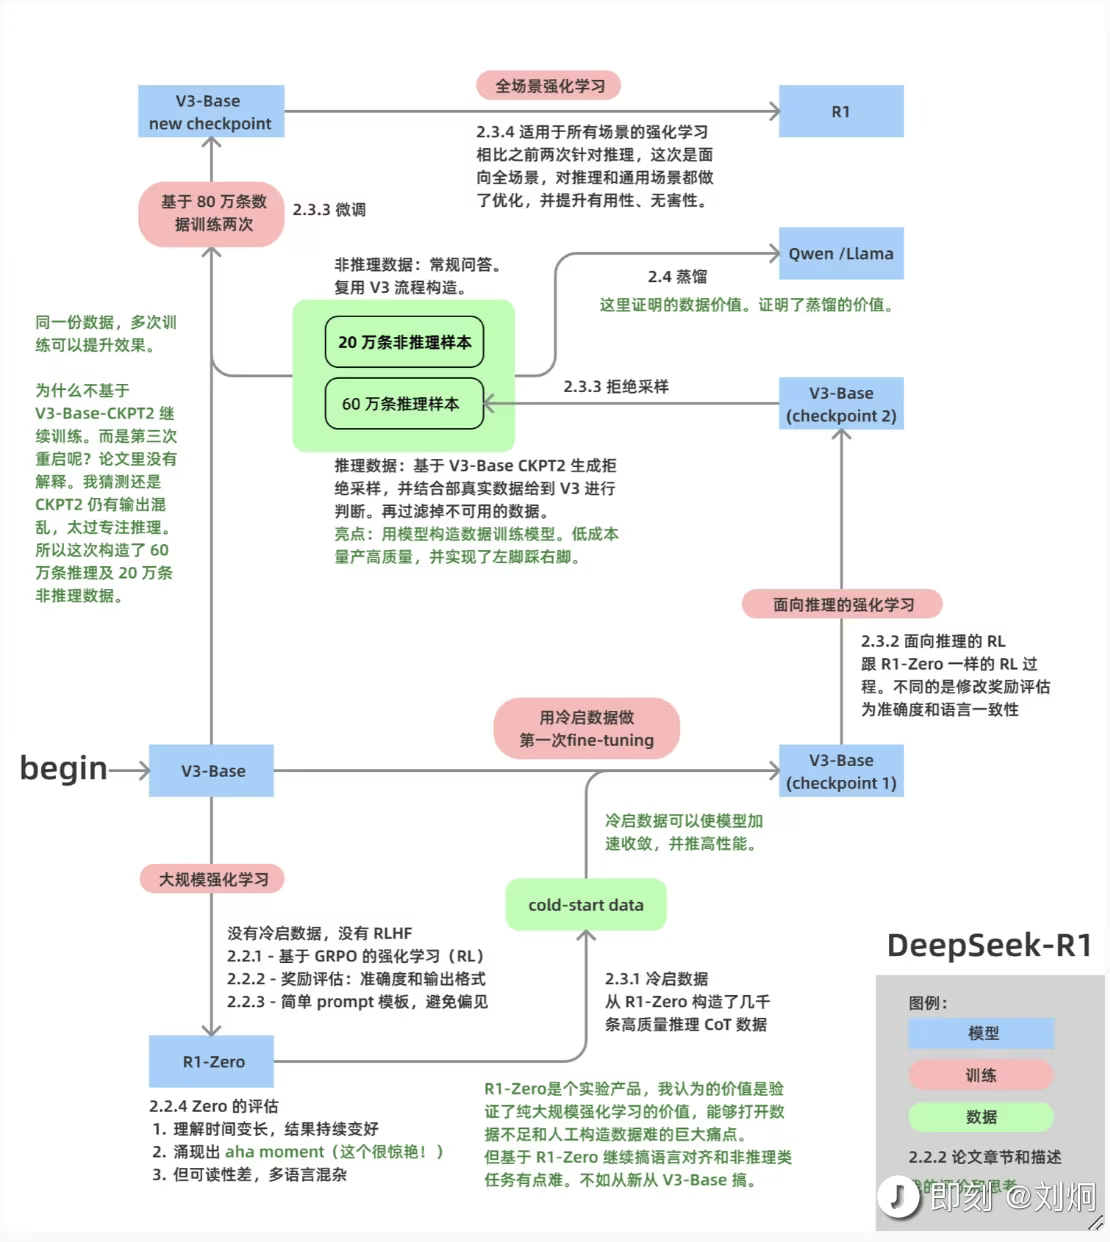 V3-Base
new checkpoint
全场景强化学习
R1
2.3.4 适用于所有场景的强化学习
相比之前两次针对推理，这次是面
向全场景，对推理和通用场景都做
了优化，并提升有用性、无害性。
基于 80 万条数
据训练两次
2.3.3 微调
非推理数据：常规问答。
复用 V3 流程构造。
Qwen /Llama
2.4 蒸馏
这里证明的数据价值。证明了蒸馏的价值。
同一份数据，多次训
练可以提升效果。
为什么不基于
V3-Base-CKPT2 继
续训练。而是第三次
重启呢？论文里没有
解释。我猜测还是
CKPT2 仍有输出混
乱，太过专注推理。
所以这次构造了 60
万条推理及 20 万条
非推理数据。
20 万条非推理样本
60 万条推理样本
2.3.3 拒绝采样
V3-Base
(checkpoint 2)
推理数据：基于 V3-Base CKPT2 生成拒
绝采样，并结合部真实数据给到 V3 进行
判断。再过滤掉不可用的数据。
亮点：用模型构造数据训练模型。低成本
量产高质量，并实现了左脚踩右脚。
面向推理的强化学习
2.3.2 面向推理的 RL
跟 R1-Zero 一样的 RL 过
程。不同的是修改奖励评估
为准确度和语言一致性
用冷启数据做
第一次fine-tuning
begin
V3-Base
V3-Base
(checkpoint 1)
冷启数据可以使模型加
速收敛，并推高性能。
大规模强化学习
cold-start data
没有冷启数据，没有 RLHF
2.2.1 - 基于 GRPO 的强化学习（RL）
2.2.2 - 奖励评估：准确度和输出格式
2.2.3 - 简单 prompt 模板，避免偏见
2.3.1 冷启数据
从 R1-Zero 构造了几千
条高质量推理 CoT 数据
R1-Zero
2.2.4 Zero 的评估
1. 理解时间变长，结果持续变好
2. 涌现出 aha moment（这个很惊艳！）
3. 但可读性差，多语言混杂
R1-Zero是个实验产品，我认为的价值是验
证了纯大规模强化学习的价值，能够打开数
据不足和人工构造数据难的巨大痛点。
但基于 R1-Zero 继续搞语言对齐和非推理类
任务有点难。不如从新从 V3-Base 搞。
DeepSeek-R1
图例：
模型
训练
数据
2.2.2 论文章节和描述
我的评价和思考
即刻 @刘炯